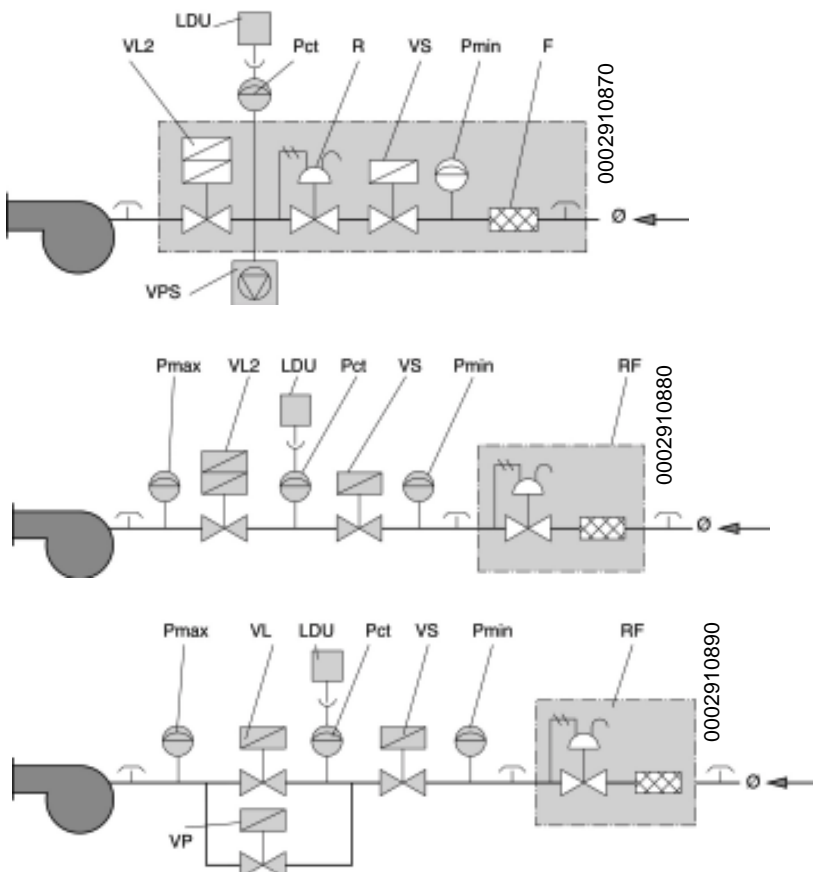 LDU
VL2 Pct R VS Pmin F
0002910870
Ø
VPS
Pmax VL2 LDU Pct VS Pmin RF
0002910880
Ø
Pmax VL LDU Pct VS Pmin RF
0002910890
Ø
VP